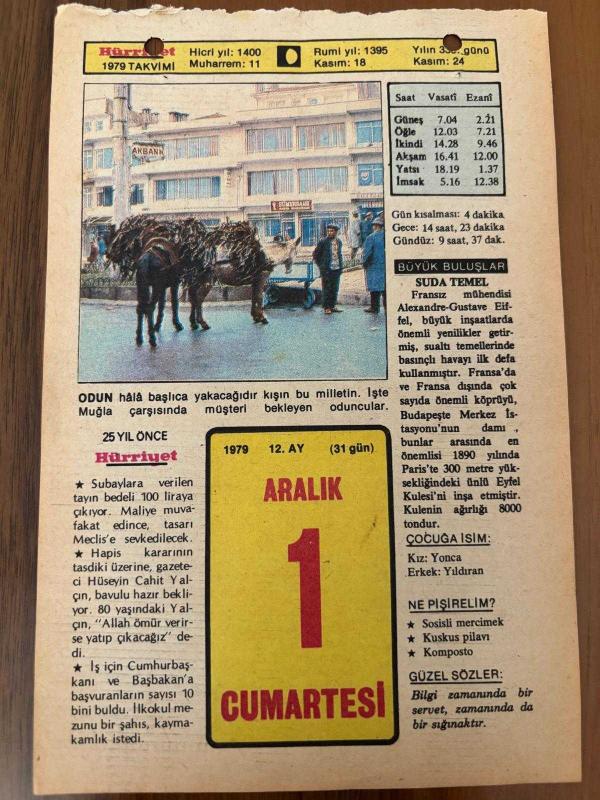 Hürriyet
1979 TAKVİMİ
Hicri yıl: 1400
Muharrem: 11
Rumi yıl: 1395
Kasım: 18
Yılın günü
Kasım: 24
AKBANK
SÜMERBANK
Saat Vasatî Ezanî
Güneş 7.04 2.21
Öğle 12.03 7.21
İkindi 14.28 9.46
Akşam 16.41 12.00
Yatsı 18.19 1.37
İmsak 5.16 12.38
Gün kısalması: 4 dakika
Gece: 14 saat, 23 dakika
Gündüz: 9 saat, 37 dak.
ODUN hâlâ başlıca yakacağıdır kışın bu milletin. İşte
Muğla çarşısında müşteri bekleyen oduncular.
25 YIL ÖNCE
Hürriyet
★ Subaylara verilen
tayın bedeli 100 liraya
çıkıyor. Maliye muva-
fakat edince, tasarı
Meclis'e sevkedilecek.
★ Hapis kararının
tasdiki üzerine, gazete-
ci Hüseyin Cahit Yal-
çın, bavulu hazır bekli-
yor. 80 yaşındaki Yal-
çın, "Allah ömür verir-
se yatıp çıkacağız" de-
di.
★ İş için Cumhurbaş-
kanı ve Başbakan'a
başvuranların sayısı 10
bini buldu. İlkokul me-
zunu bir şahıs, kayma-
kamlık istedi.
1979 12. AY (31 gün)
ARALIK
1
CUMARTESİ
BÜYÜK BULUŞLAR
SUDA TEMEL
Fransız mühendisi
Alexandre-Gustave Eif-
fel, büyük inşaatlarda
önemli yenilikler getir-
miş, sualtı temellerinde
basınçlı havayı ilk defa
kullanmıştır. Fransa'da
ve Fransa dışında çok
sayıda önemli köprüyü,
Budapeşte Merkez İs-
tasyonu'nun damı,
bunlar arasında en
önemlisi 1890 yılında
Paris'te 300 metre yük-
sekliğindeki ünlü Eyfel
Kulesi'ni inşa etmiştir.
Kulenin ağırlığı 8000
tondur.
ÇOCUĞA İSİM:
Kız: Yonca
Erkek: Yıldıran
NE PİŞİRELİM?
★ Sosisli mercimek
★ Kuskus pilavı
★ Komposto
GÜZEL SÖZLER:
Bilgi zamanında bir
servet, zamanında da
bir sığınaktır.